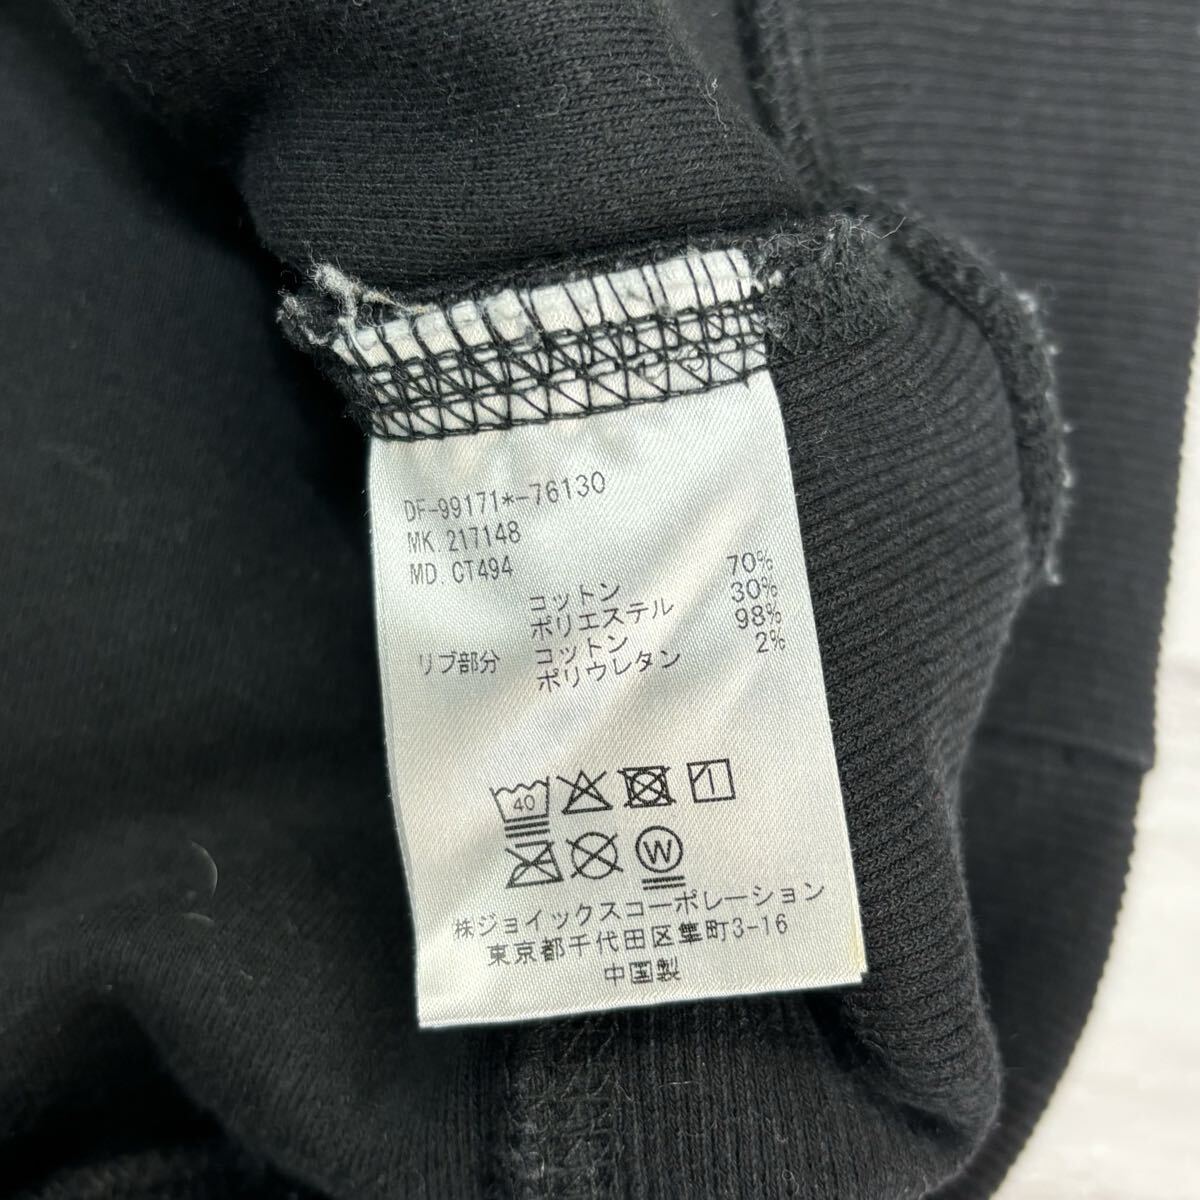 DF-99171*-76130
MK. 217148
MD. CT494
コットン 70%
ポリエステル 30%
リブ部分 コットン 98%
ポリウレタン 2%
40
W
株ジョイックスコーポレーション
東京都千代田区隼町3-16
中国製